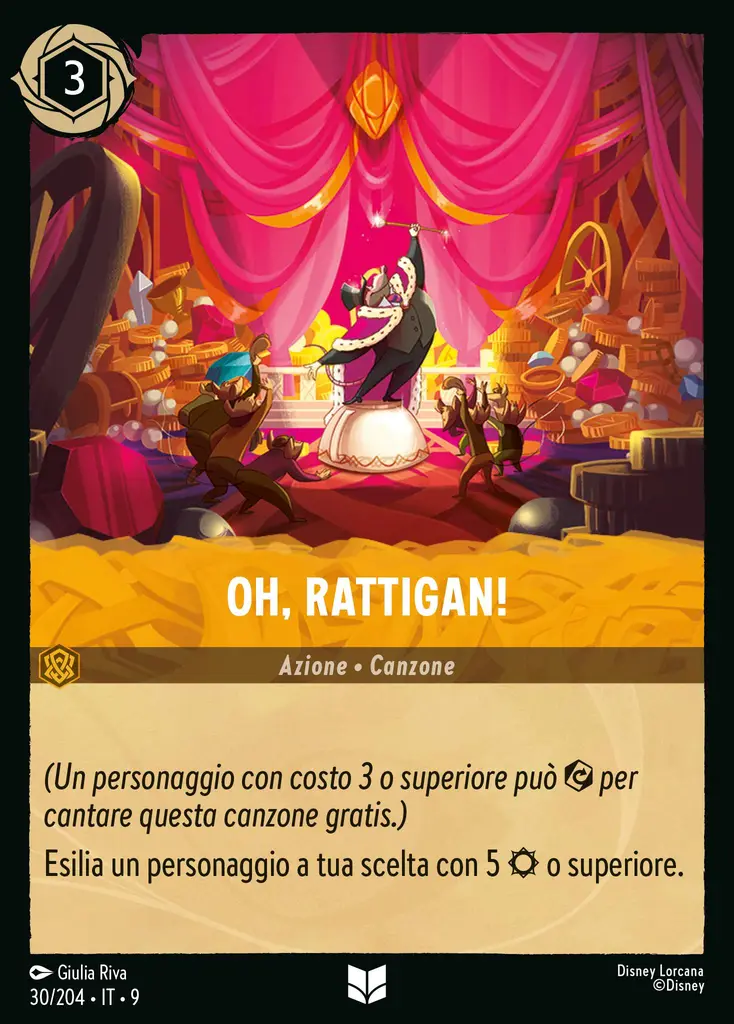 3
OH, RATTIGAN!
Azione • Canzone
(Un personaggio con costo 3 o superiore può per
cantare questa canzone gratis.)
Esilia un personaggio a tua scelta con 5 o superiore.
Giulia Riva
Disney Lorcana
30/204 • IT • 9
©Disney